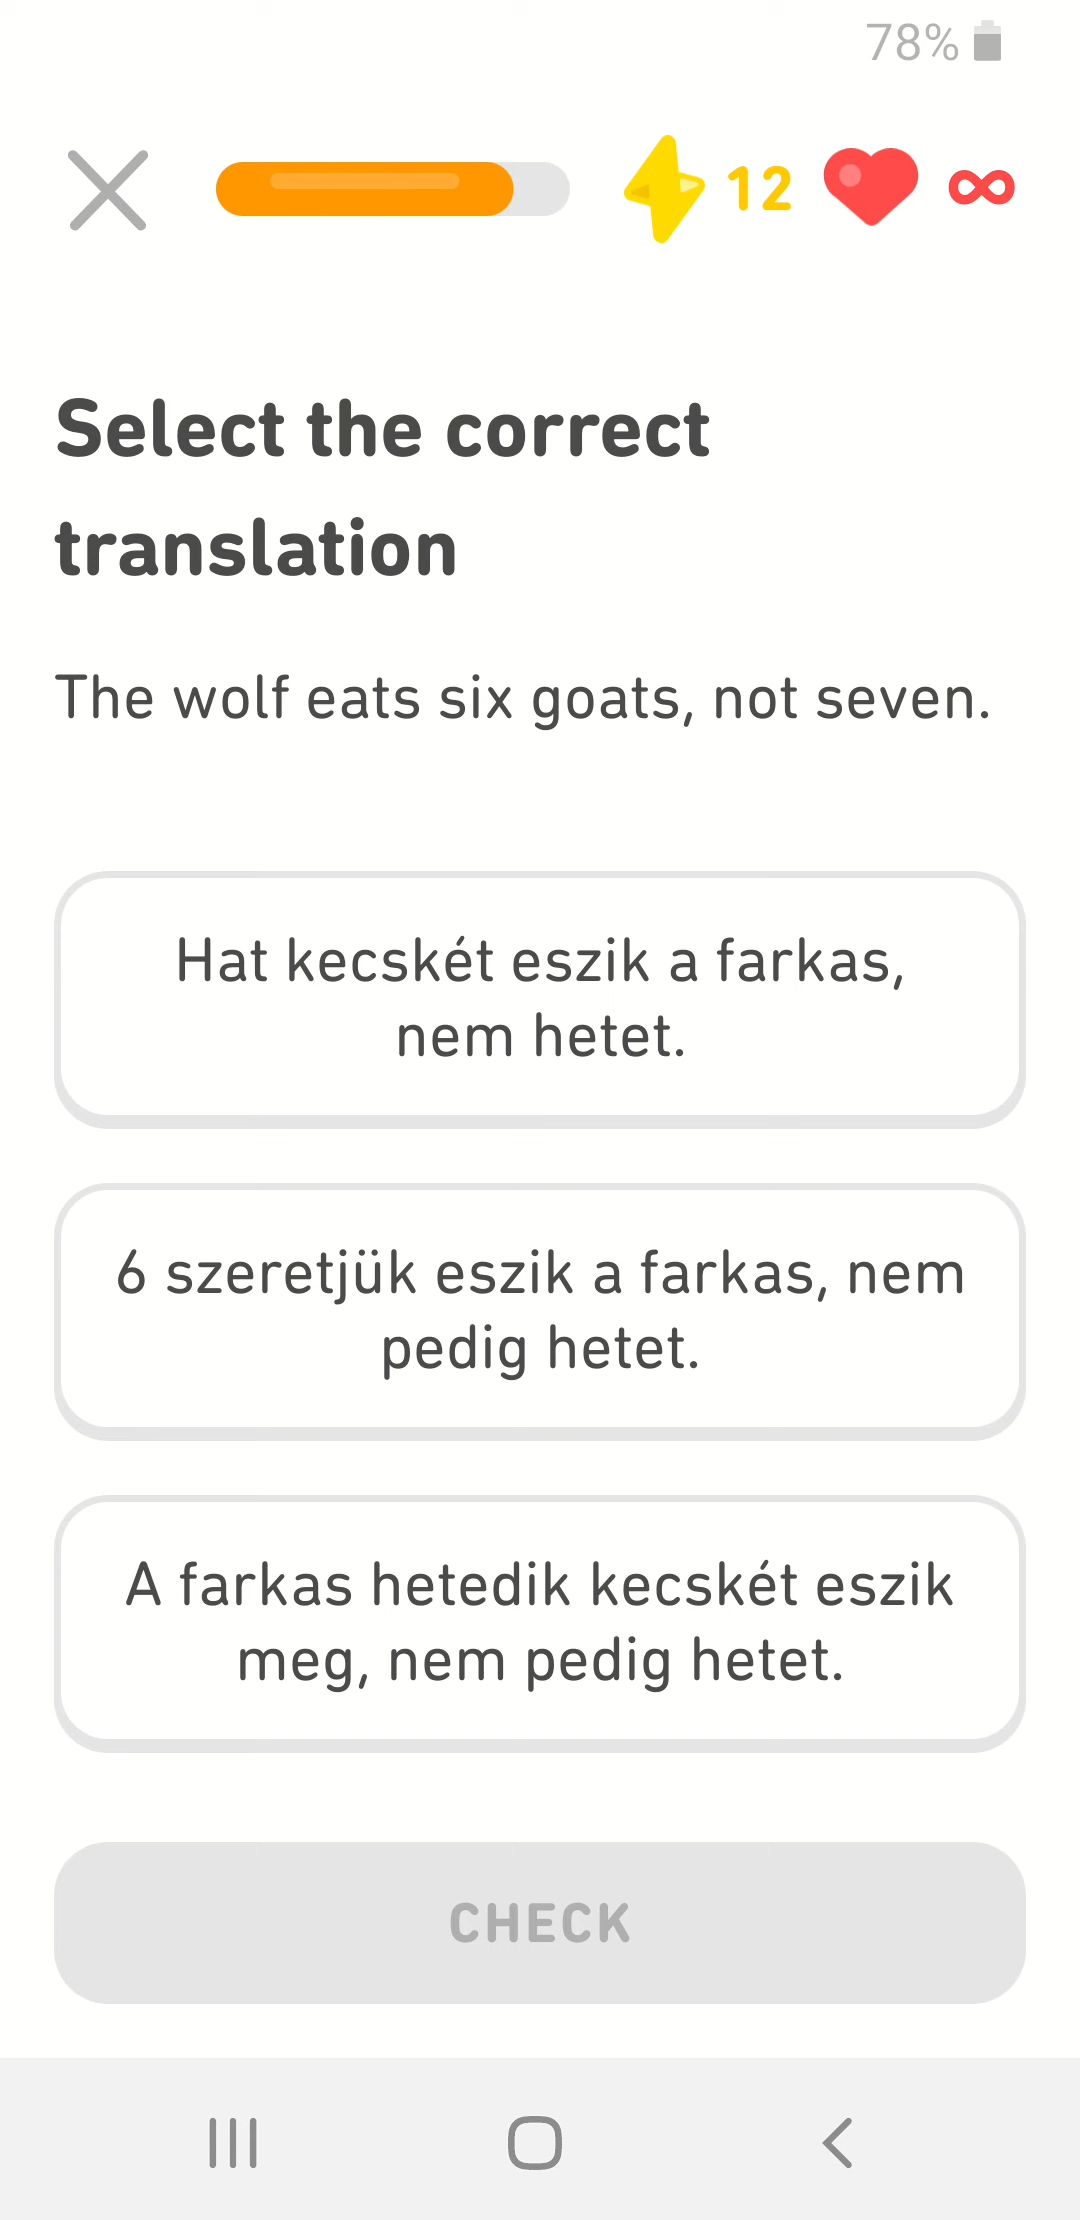 78%
12
Select the correct
translation
The wolf eats six goats, not seven.
Hat kecskét eszik a farkas,
nem hetet.
6 szeretjük eszik a farkas, nem
pedig hetet.
A farkas hetedik kecskét eszik
meg, nem pedig hetet.
CHECK